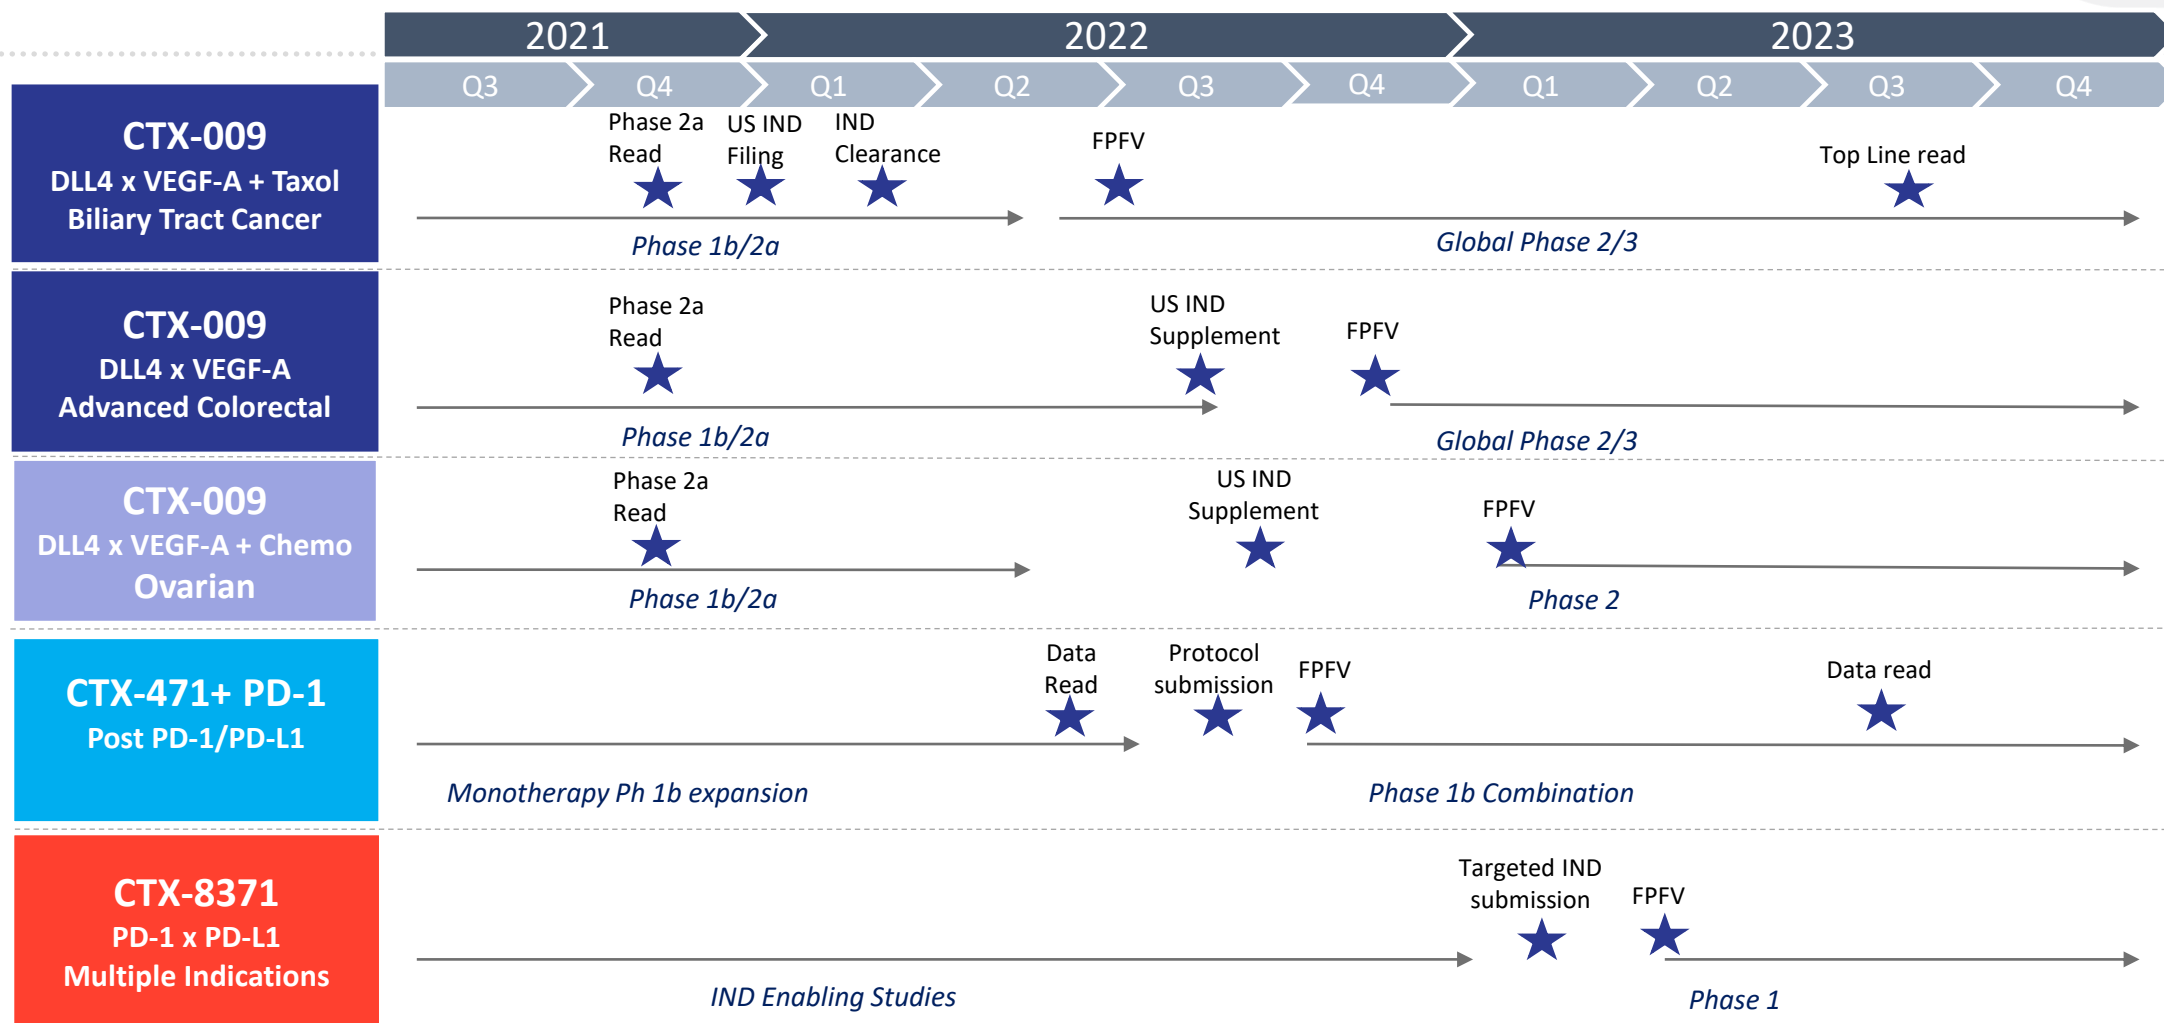 2021
2022
2023
Q3
Q4
Q1
Q2
Q3
Q4
Q1
Q2
Q3
Q4
CTX-009
DLL4 x VEGF-A + Taxol
Biliary Tract Cancer
Phase 2a
Read
US IND
Filing
IND
Clearance
FPFV
Top Line read
Phase 1b/2a
Global Phase 2/3
CTX-009
DLL4 x VEGF-A
Advanced Colorectal
Phase 2a
Read
US IND
Supplement
FPFV
Phase 1b/2a
Global Phase 2/3
CTX-009
DLL4 x VEGF-A + Chemo
Ovarian
Phase 2a
Read
US IND
Supplement
FPFV
Phase 1b/2a
Phase 2
CTX-471+ PD-1
Post PD-1/PD-L1
Data
Read
Protocol
submission
FPFV
Data read
Monotherapy Ph 1b expansion
Phase 1b Combination
CTX-8371
PD-1 x PD-L1
Multiple Indications
Targeted IND
submission
FPFV
IND Enabling Studies
Phase 1